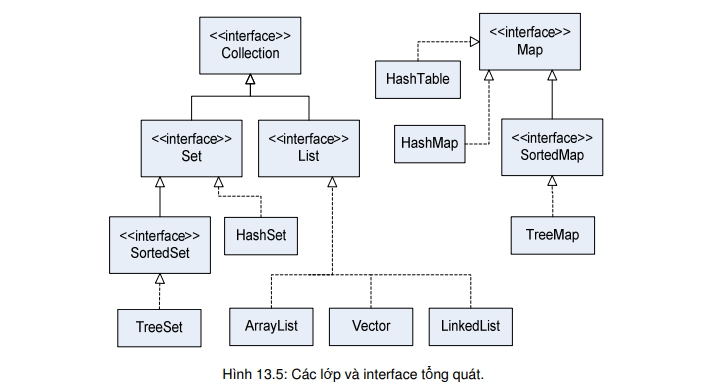 <<interface>>
Collection
<<interface>>
Map
HashTable
<<interface>>
Set
<<interface>>
List
HashMap
<<interface>>
SortedMap
<<interface>>
SortedSet
HashSet
TreeMap
TreeSet
ArrayList
Vector
LinkedList
Hình 13.5: Các lớp và interface tổng quát.